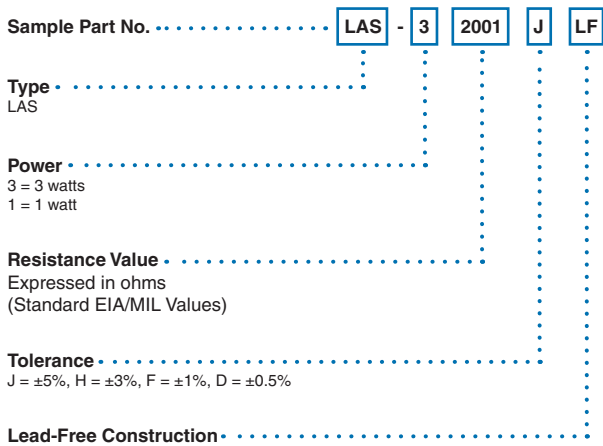 Sample Part No. LAS - 3 2001 J LF
Type
LAS
Power
3 = 3 watts
1 = 1 watt
Resistance Value
Expressed in ohms
(Standard EIA/MIL Values)
Tolerance
J = ±5%, H = ±3%, F = ±1%, D = ±0.5%
Lead-Free Construction